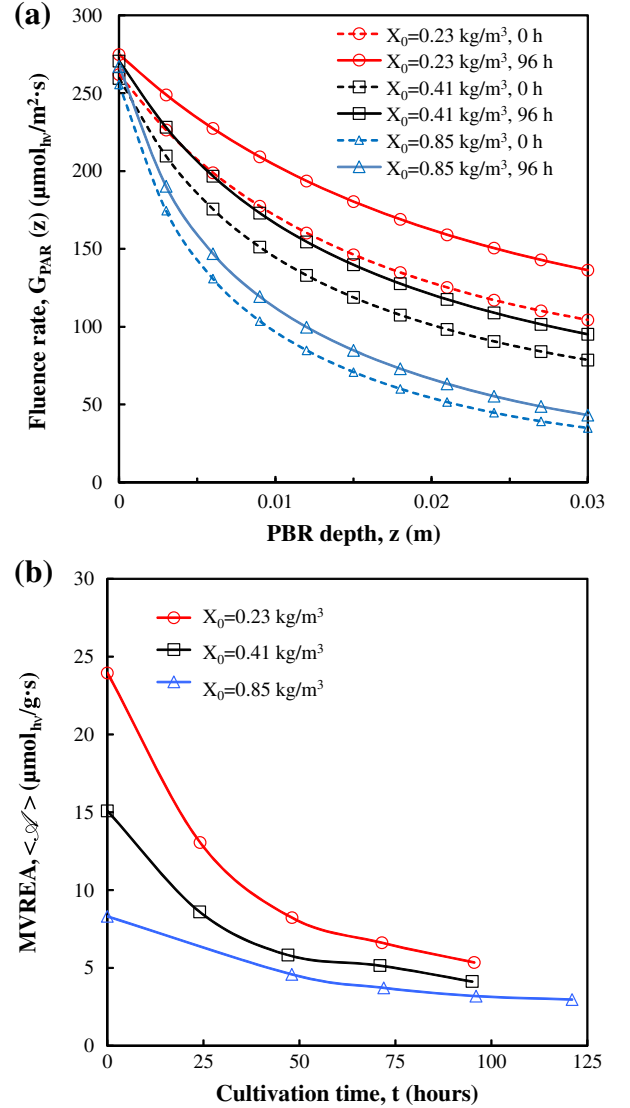 (a)
300
250
200
150
100
50
0
Fluence rate, G_PAR (z) (μmol_hν/m²·s)
X₀=0.23 kg/m³, 0 h
X₀=0.23 kg/m³, 96 h
X₀=0.41 kg/m³, 0 h
X₀=0.41 kg/m³, 96 h
X₀=0.85 kg/m³, 0 h
X₀=0.85 kg/m³, 96 h
0 0.01 0.02 0.03
PBR depth, z (m)
(b)
30
25
20
15
10
5
0
MVREA, <𝒜> (μmol_hν/g·s)
X₀=0.23 kg/m³
X₀=0.41 kg/m³
X₀=0.85 kg/m³
0 25 50 75 100 125
Cultivation time, t (hours)